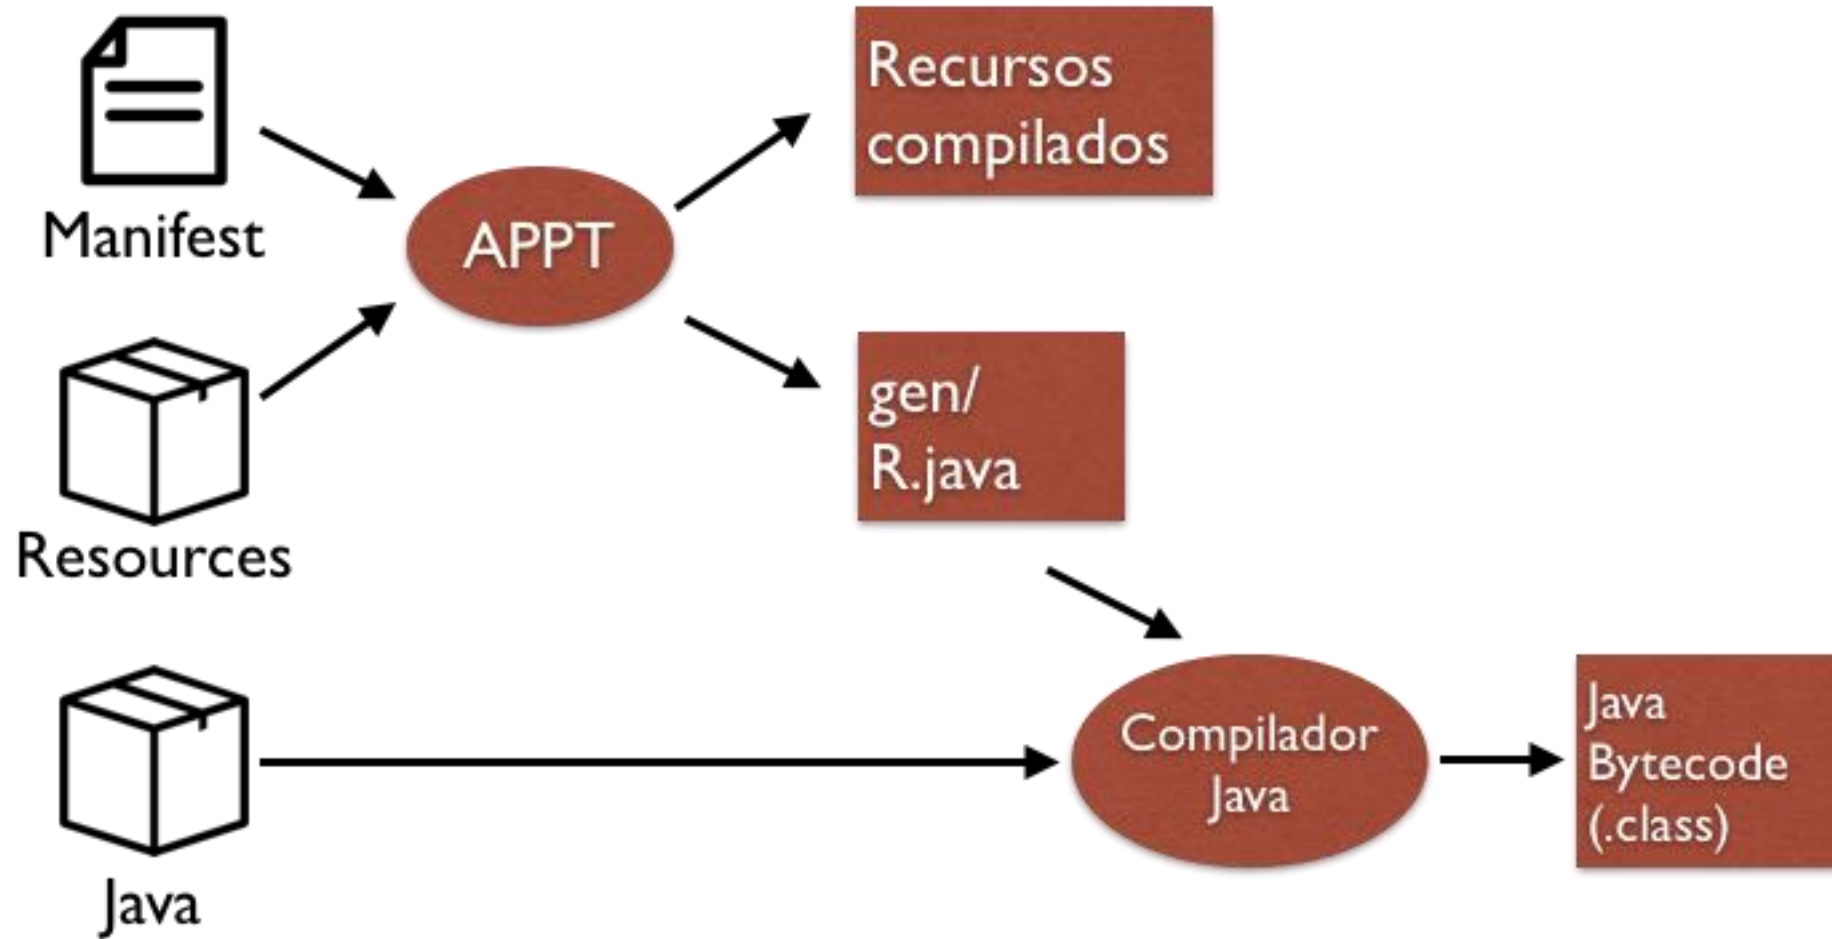 Manifest
Resources
Java
APPT
Recursos
compilados
gen/
R.java
Compilador
Java
Java
Bytecode
(.class)